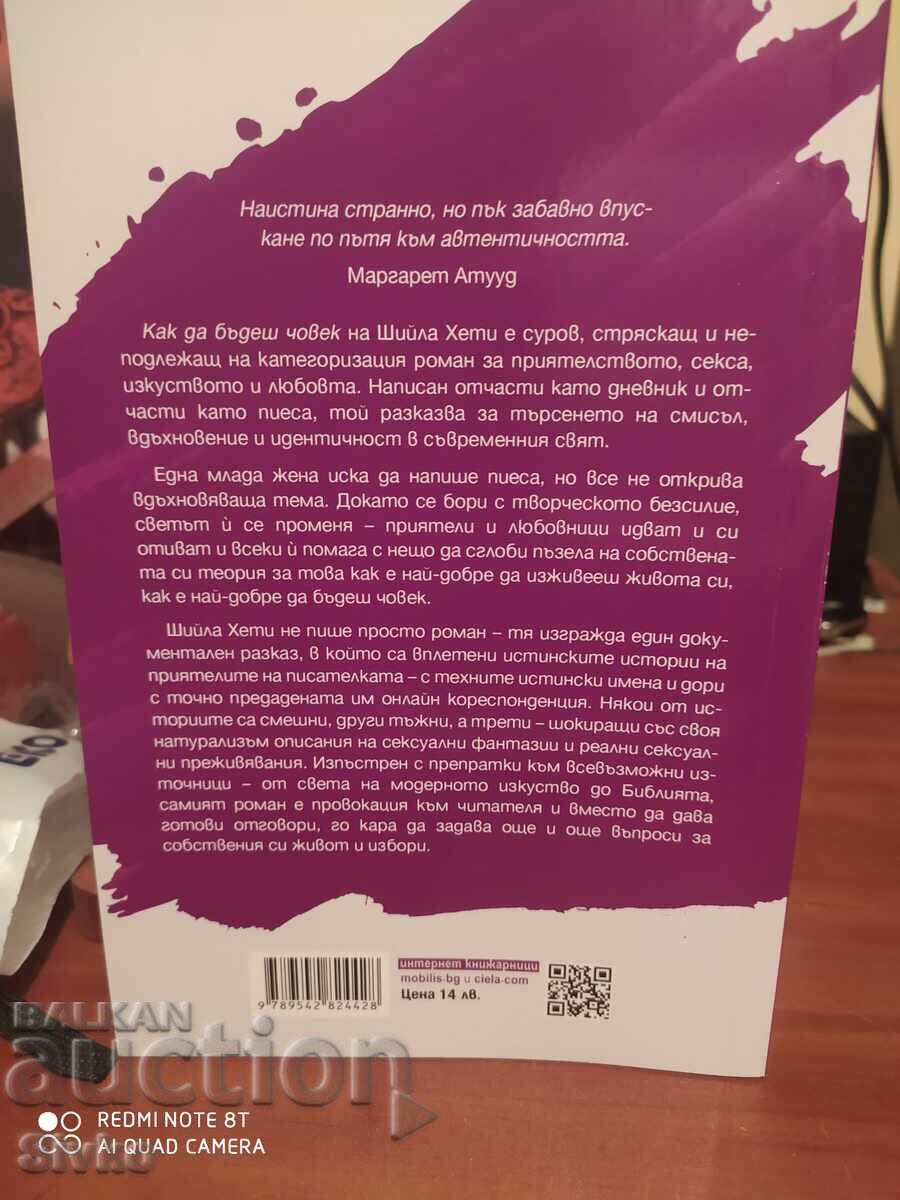 Наистина странно, но пък забавно впус-
кане по пътя към автентичността.
Маргарет Атууд
Как да бъдеш човек на Шийла Хети е суров, стряскащ и не-
подлежащ на категоризация роман за приятелството, секса,
изкуството и любовта. Написан отчасти като дневник и от-
части като пиеса, той разказва за търсенето на смисъл,
вдъхновение и идентичност в съвременния свят.
Една млада жена иска да напише пиеса, но все не открива
вдъхновяваща тема. Докато се бори с творческото безсилие,
светът ѝ се променя – приятели и любовници идват и си
отиват и всеки ѝ помага с нещо да сглоби пъзела на собствена-
та си теория за това как е най-добре да изживееш живота си,
как е най-добре да бъдеш човек.
Шийла Хети не пише просто роман – тя изгражда един доку-
ментален разказ, в който са вплетени истинските истории на
приятелите на писателката – с техните истински имена и дори
с точно предадената им онлайн кореспонденция. Някои от ис-
ториите са смешни, други тъжни, а трети – шокиращи със своя
натурализъм описания на сексуални фантазии и реални сексуал-
ни преживявания. Изпъстрен с препратки към всевъзможни из-
точници – от света на модерното изкуство до Библията,
самият роман е провокация към читателя и вместо да дава
готови отговори, го кара да задава още и още въпроси за
собствения си живот и избори.
интернет книжарници
mobilis-bg и ciela-com
Цена 14 лв.
9 789542 824428
BALKAN
auction
REDMI NOTE 8T
AI QUAD CAMERA
Sivko